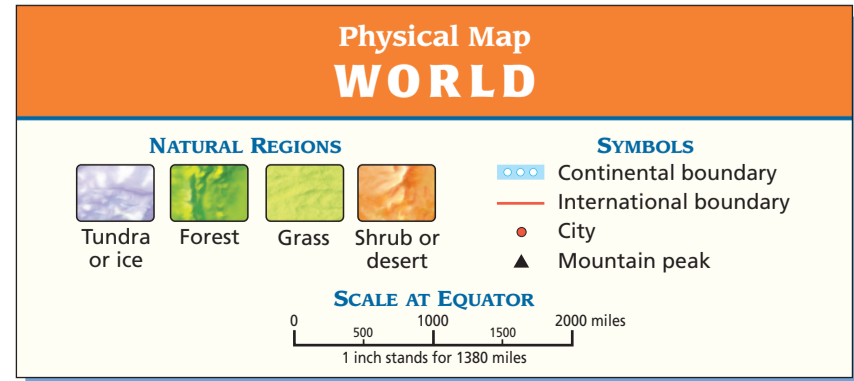 Physical Map
WORLD
NATURAL REGIONS
Tundra
or ice
Forest
Grass
Shrub or
desert
SYMBOLS
Continental boundary
International boundary
City
Mountain peak
SCALE AT EQUATOR
0 500 1000 1500 2000 miles
1 inch stands for 1380 miles